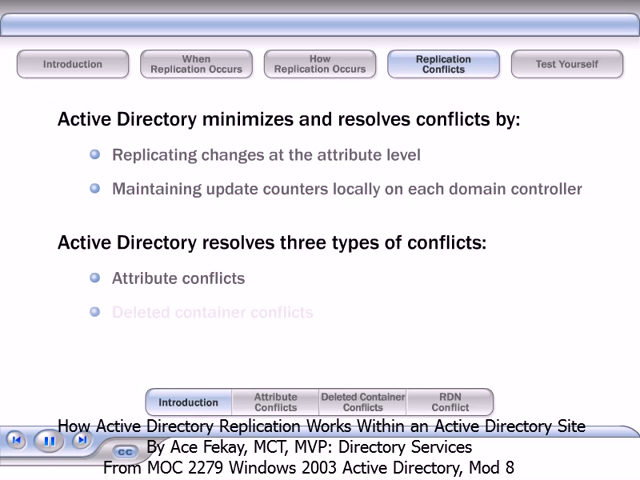 Introduction
When
Replication Occurs
How
Replication Occurs
Replication
Conflicts
Test Yourself
Active Directory minimizes and resolves conflicts by:
Replicating changes at the attribute level
Maintaining update counters locally on each domain controller
Active Directory resolves three types of conflicts:
Attribute conflicts
Deleted container conflicts
Introduction
Attribute
Conflicts
Deleted Container
Conflicts
RDN
Conflict
How Active Directory Replication Works Within an Active Directory Site
CC
By Ace Fekay, MCT, MVP: Directory Services
From MOC 2279 Windows 2003 Active Directory, Mod 8